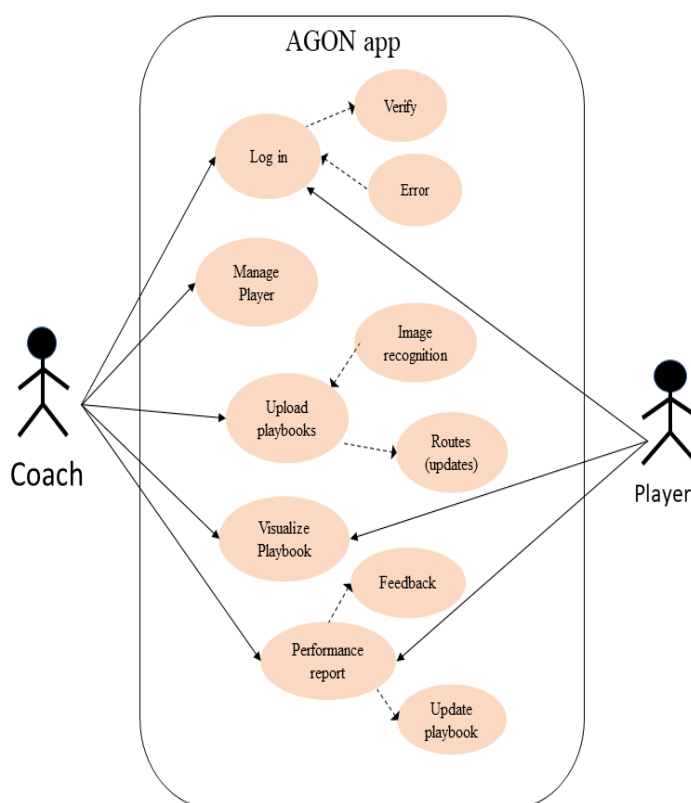 AGON app
Verify
Log in
Error
Manage
Player
Image
recognition
Upload
playbooks
Routes
(updates)
Coach
Player
Visualize
Playbook
Feedback
Performance
report
Update
playbook